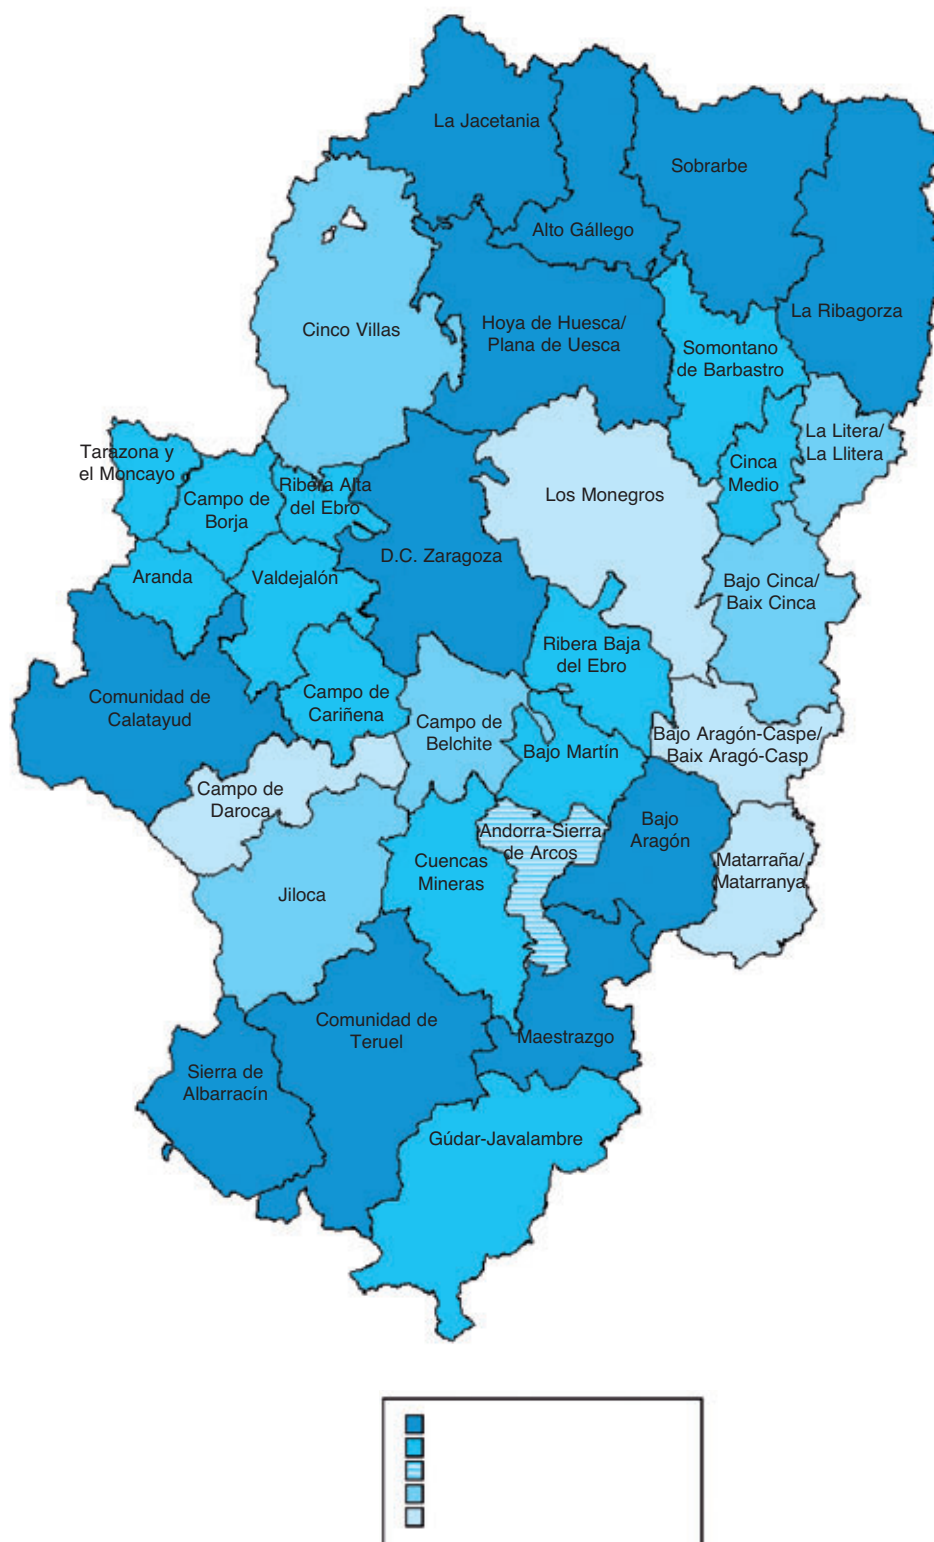 La Jacetania
Sobrarbe
Alto Gállego
La Ribagorza
Cinco Villas
Hoya de Huesca/
Plana de Uesca
Somontano
de Barbastro
La Litera/
La Llitera
Tarazona y
el Moncayo
Campo de
Borja
Ribera Alta
del Ebro
Cinca
Medio
Los Monegros
D.C. Zaragoza
Aranda
Valdejalón
Bajo Cinca/
Baix Cinca
Ribera Baja
del Ebro
Comunidad de
Calatayud
Campo de
Cariñena
Campo de
Belchite
Bajo Martín
Bajo Aragón-Caspe/
Baix Aragó-Casp
Campo de
Daroca
Andorra-Sierra
de Arcos
Bajo
Aragón
Matarraña/
Matarranya
Cuencas
Mineras
Jiloca
Comunidad de
Teruel
Maestrazgo
Sierra de
Albarracín
Gúdar-Javalambre